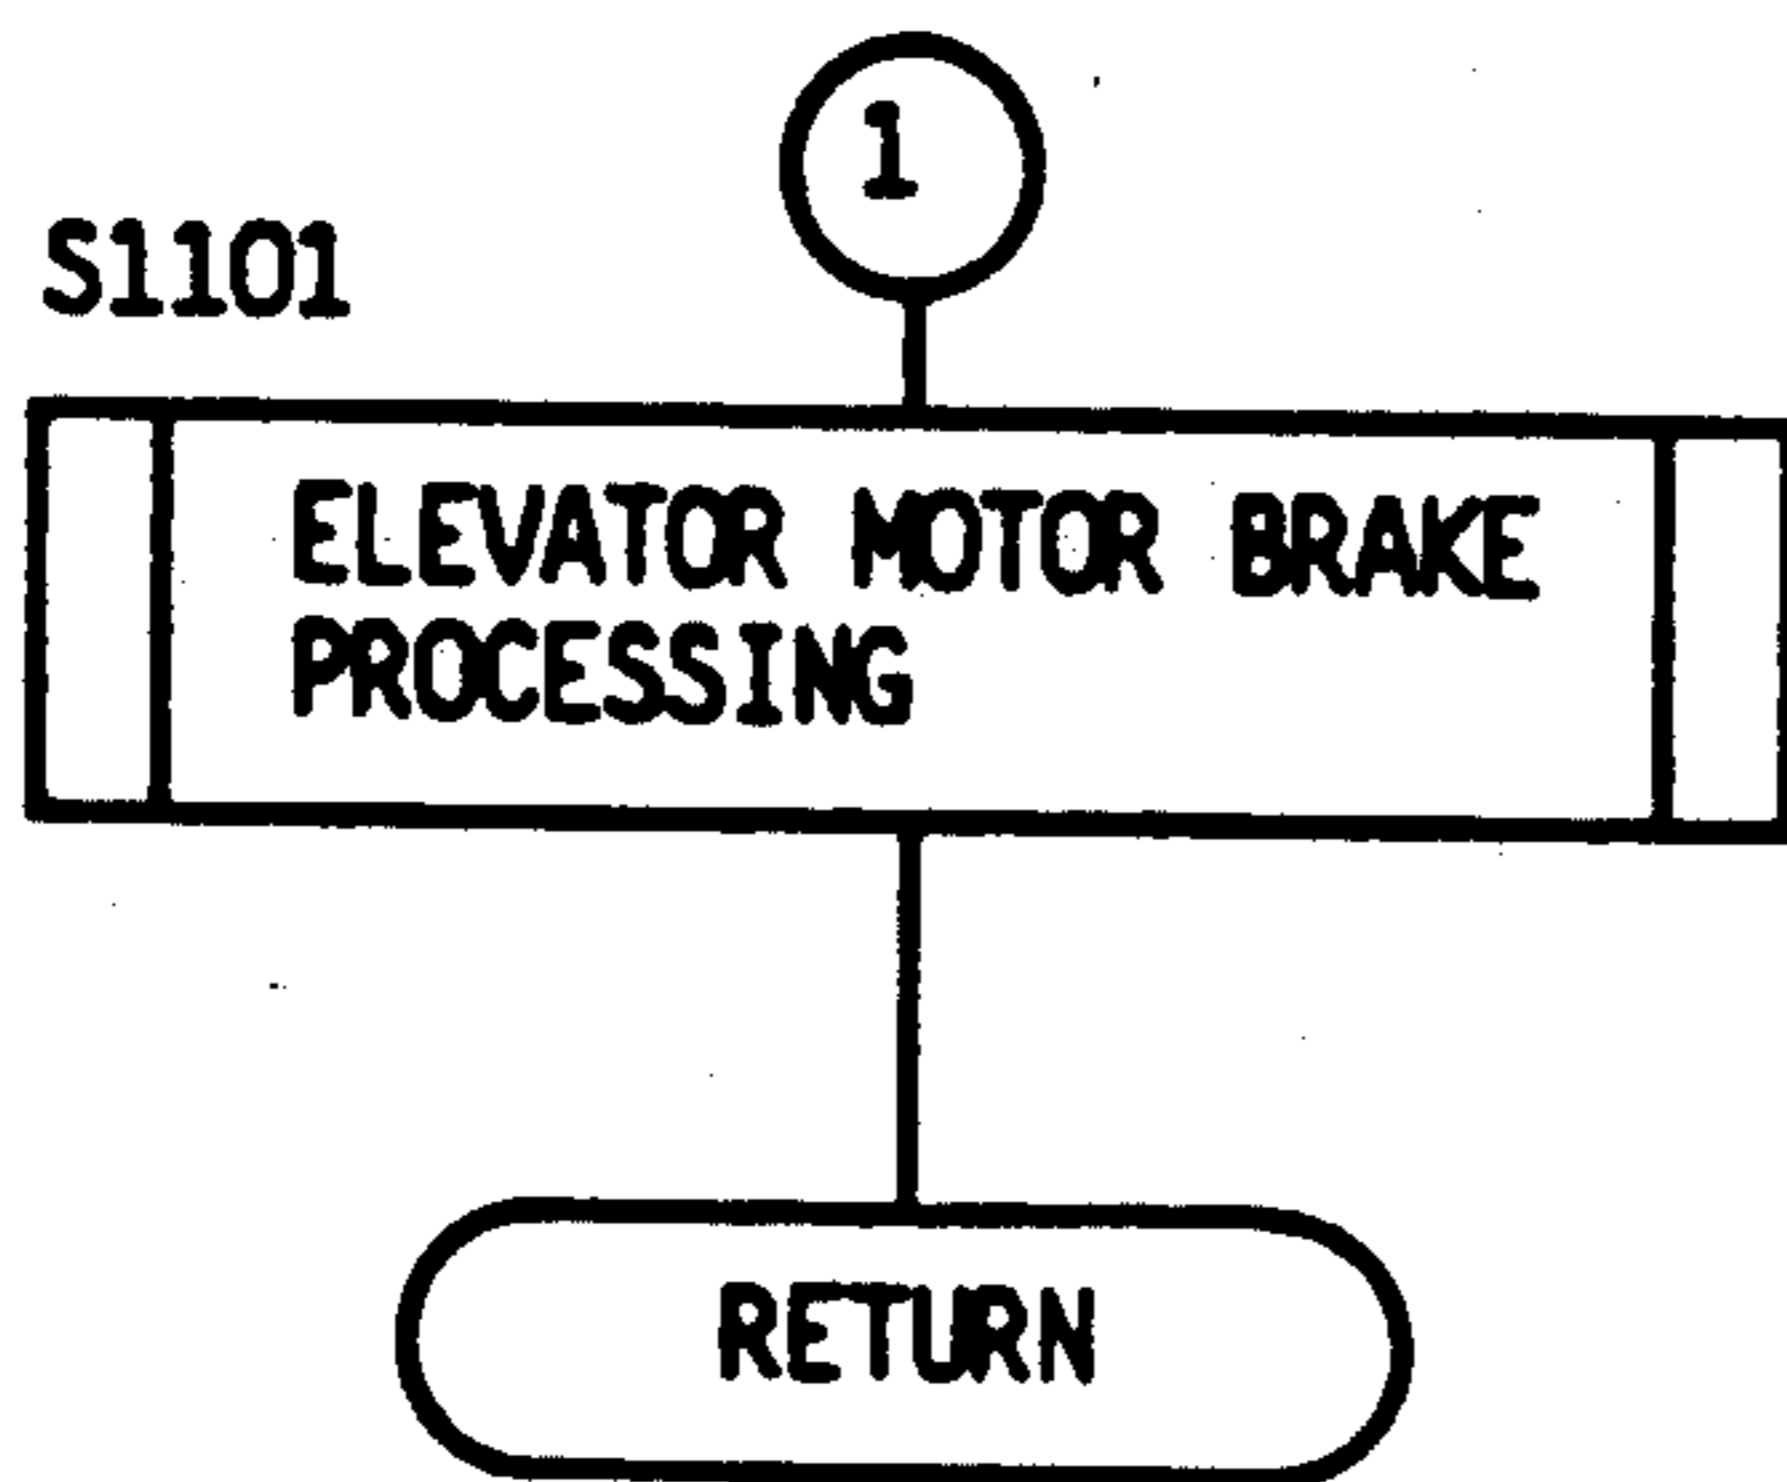 1
S1101
ELEVATOR MOTOR BRAKE
PROCESSING
RETURN